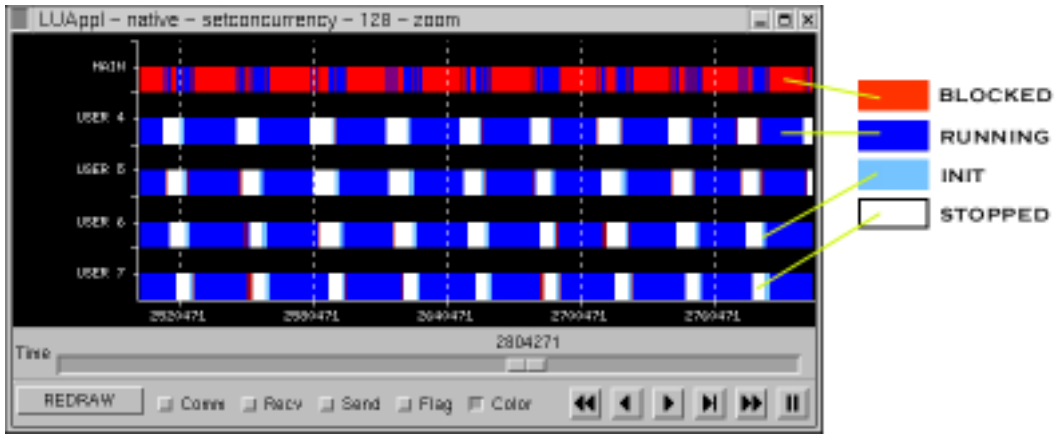 LUAppl – native – setconcurrency – 128 – zoom
MAIN
USER 4
USER 5
USER 6
USER 7
2520471 2580471 2640471 2700471 2760471
BLOCKED
RUNNING
INIT
STOPPED
2804271
Time
REDRAW Comm Recv Send Flag Color